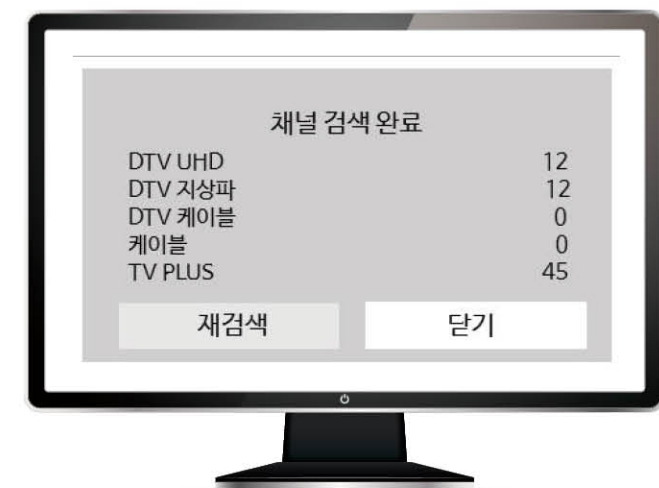 채널 검색 완료
DTV UHD 12
DTV 지상파 12
DTV 케이블 0
케이블 0
TV PLUS 45
재검색 닫기